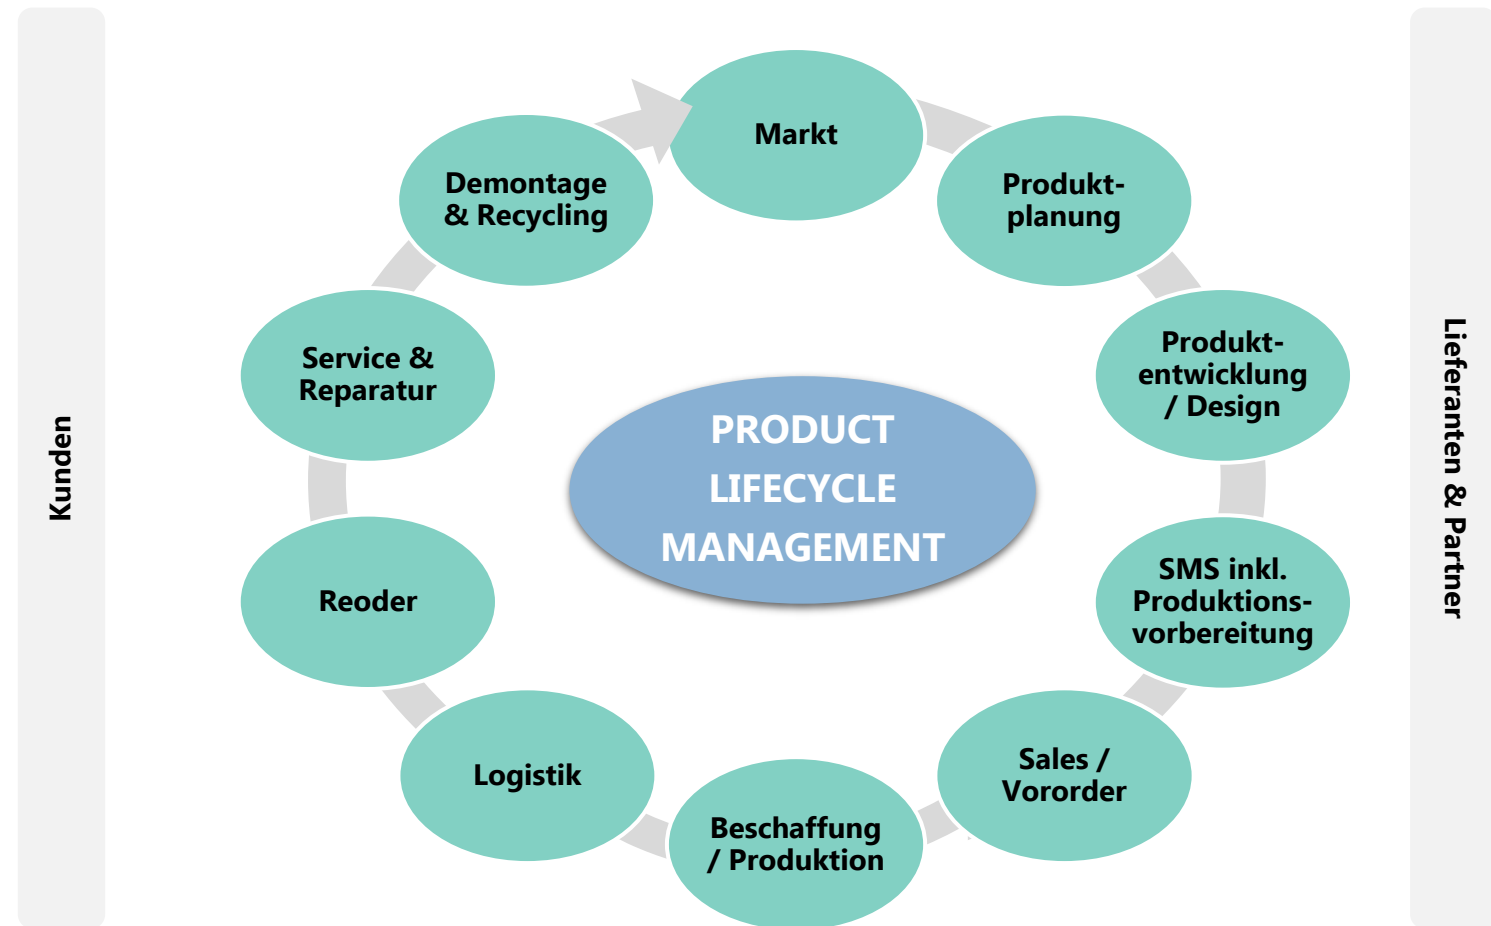 Kunden
Markt
Produkt-
planung
Produkt-
entwicklung
/ Design
SMS inkl.
Produktions-
vorbereitung
Sales /
Vororder
Beschaffung
/ Produktion
Logistik
Reoder
Service &
Reparatur
Demontage
& Recycling
PRODUCT
LIFECYCLE
MANAGEMENT
Lieferanten & Partner